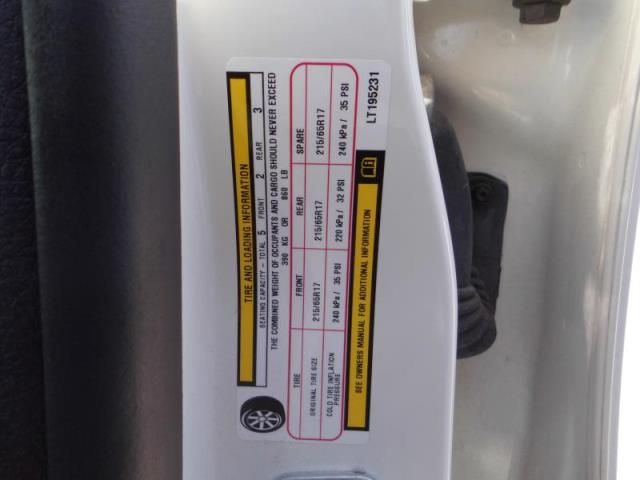 TIRE AND LOADING INFORMATION
SEATING CAPACITY - TOTAL 5 FRONT 2 REAR 3
THE COMBINED WEIGHT OF OCCUPANTS AND CARGO SHOULD NEVER EXCEED
390 KG OR 860 LB
TIRE FRONT REAR SPARE
ORIGINAL TIRE SIZE 215/65R17 215/65R17 215/65R17
COLD TIRE INFLATION PRESSURE 240 kPa / 35 PSI 220 kPa / 32 PSI 240 kPa / 35 PSI
SEE OWNERS MANUAL FOR ADDITIONAL INFORMATION
LT195231